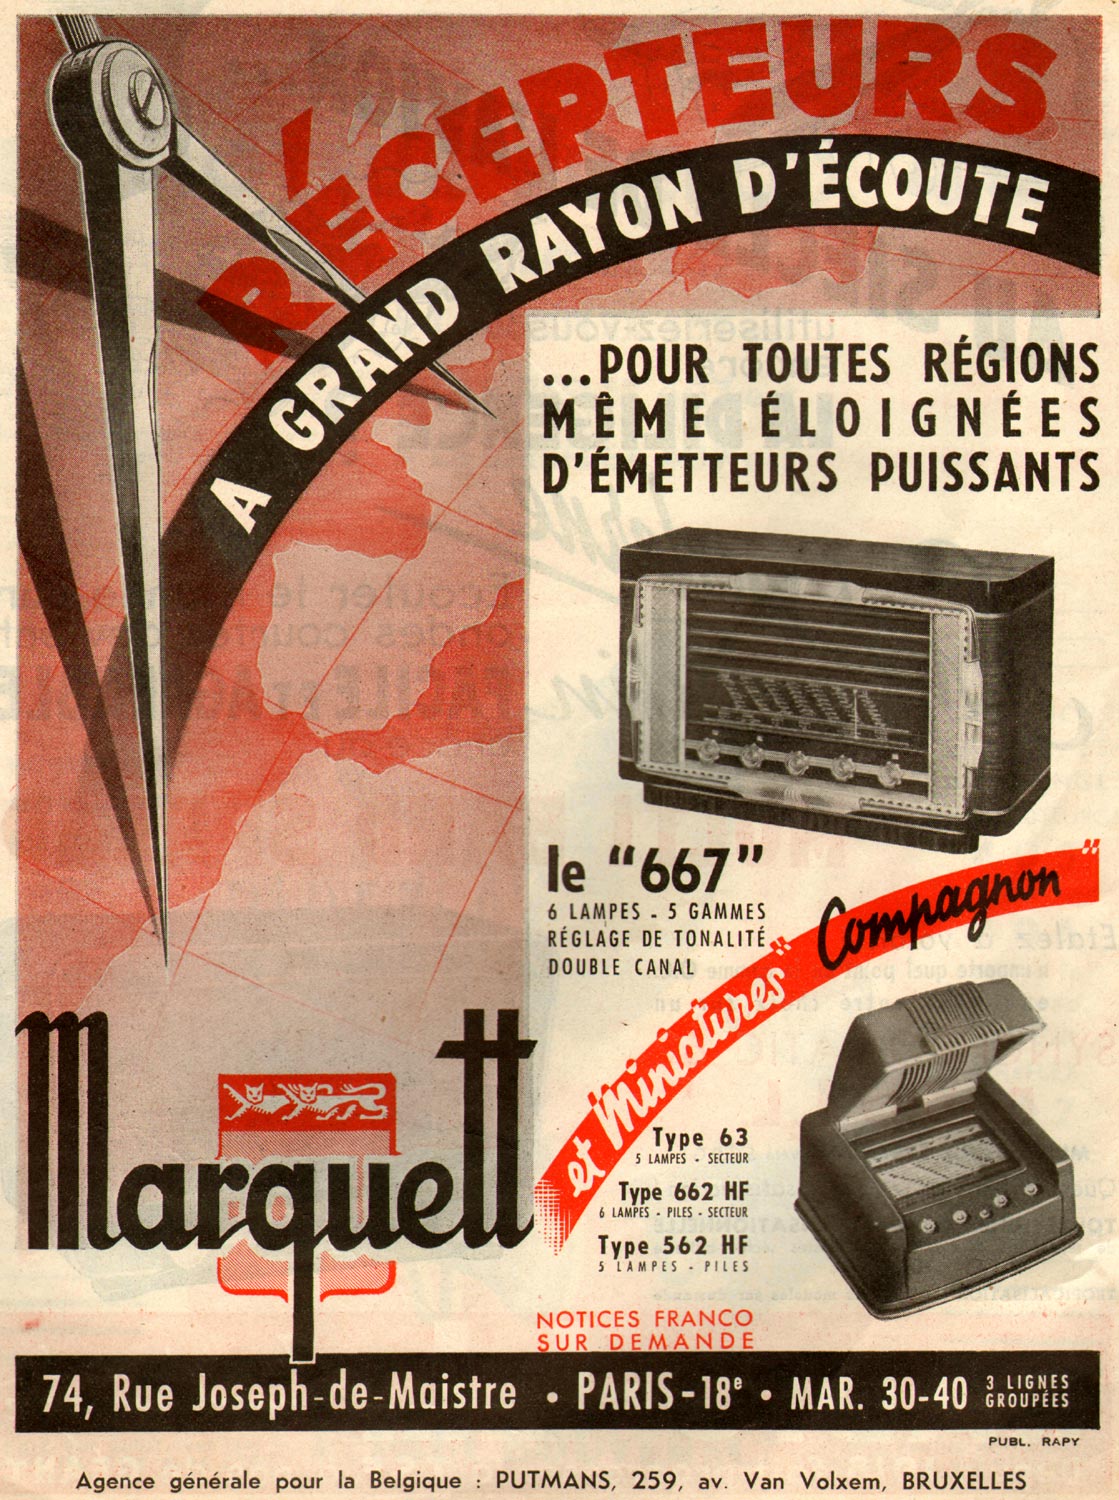 RÉCEPTEURS
A GRAND RAYON D'ÉCOUTE
...POUR TOUTES RÉGIONS
MÊME ÉLOIGNÉES
D'ÉMETTEURS PUISSANTS
le "667"
6 LAMPES - 5 GAMMES
RÉGLAGE DE TONALITÉ
DOUBLE CANAL
et "Miniatures" Compagnon"
Type 63
5 LAMPES - SECTEUR
Type 662 HF
6 LAMPES - PILES - SECTEUR
Type 562 HF
5 LAMPES - PILES
Marquett
NOTICES FRANCO
SUR DEMANDE
74, Rue Joseph-de-Maistre • PARIS-18e • MAR. 30-40 3 LIGNES
GROUPÉES
PUBL. RAPY
Agence générale pour la Belgique : PUTMANS, 259, av. Van Volxem, BRUXELLES